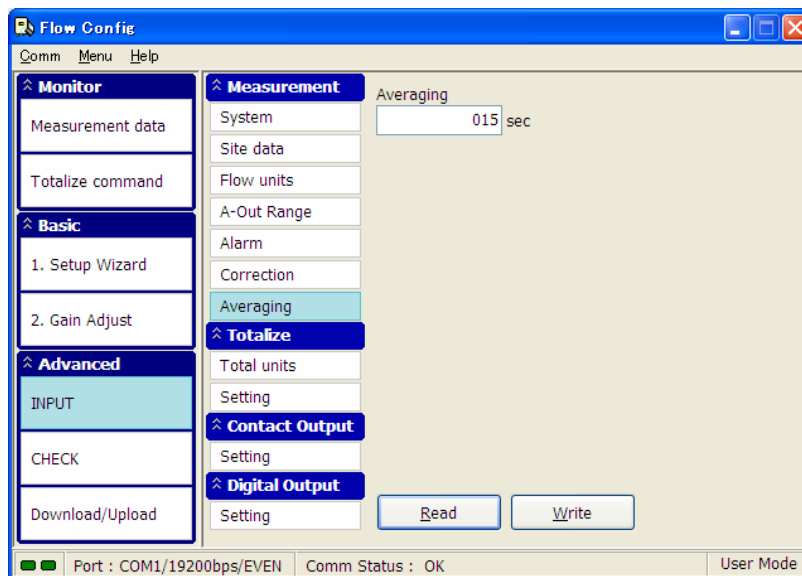 Flow Config
Comm Menu Help
Monitor
Measurement data
Totalize command
Basic
1. Setup Wizard
2. Gain Adjust
Advanced
INPUT
CHECK
Download/Upload
Measurement
System
Site data
Flow units
A-Out Range
Alarm
Correction
Averaging
Totalize
Total units
Setting
Contact Output
Setting
Digital Output
Setting
Averaging
015 sec
Read Write
Port : COM1/19200bps/EVEN Comm Status : OK User Mode